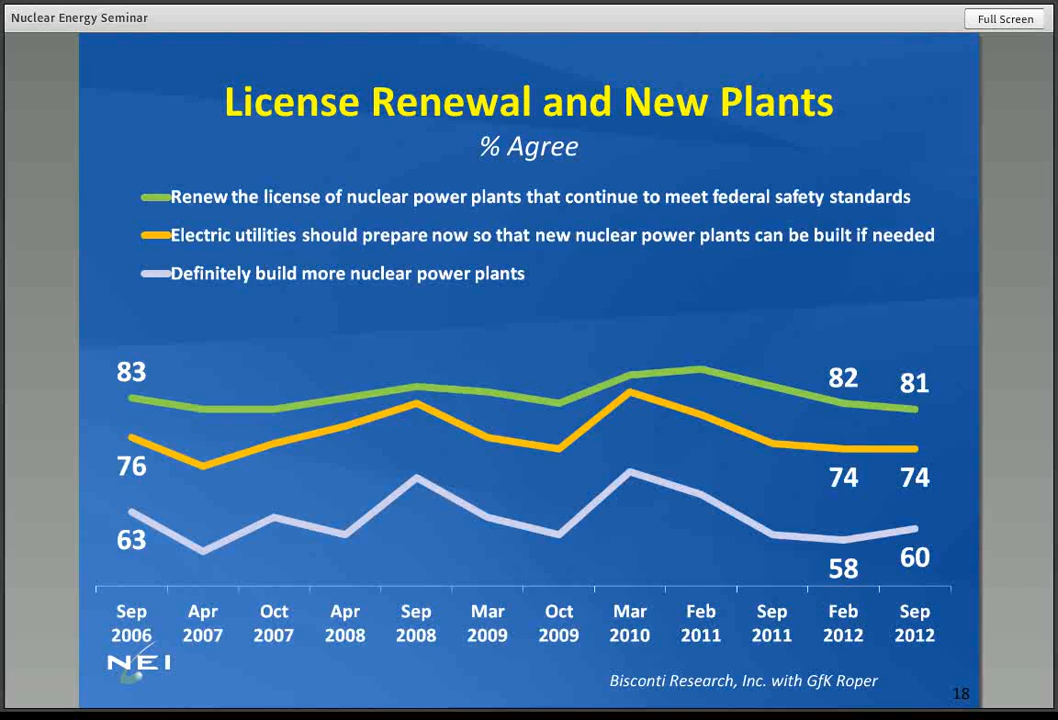 Nuclear Energy Seminar
Full Screen
License Renewal and New Plants
% Agree
Renew the license of nuclear power plants that continue to meet federal safety standards
Electric utilities should prepare now so that new nuclear power plants can be built if needed
Definitely build more nuclear power plants
83
82
81
76
74
74
63
58
60
Sep 2006
Apr 2007
Oct 2007
Apr 2008
Sep 2008
Mar 2009
Oct 2009
Mar 2010
Feb 2011
Sep 2011
Feb 2012
Sep 2012
NEI
Bisconti Research, Inc. with GfK Roper
18